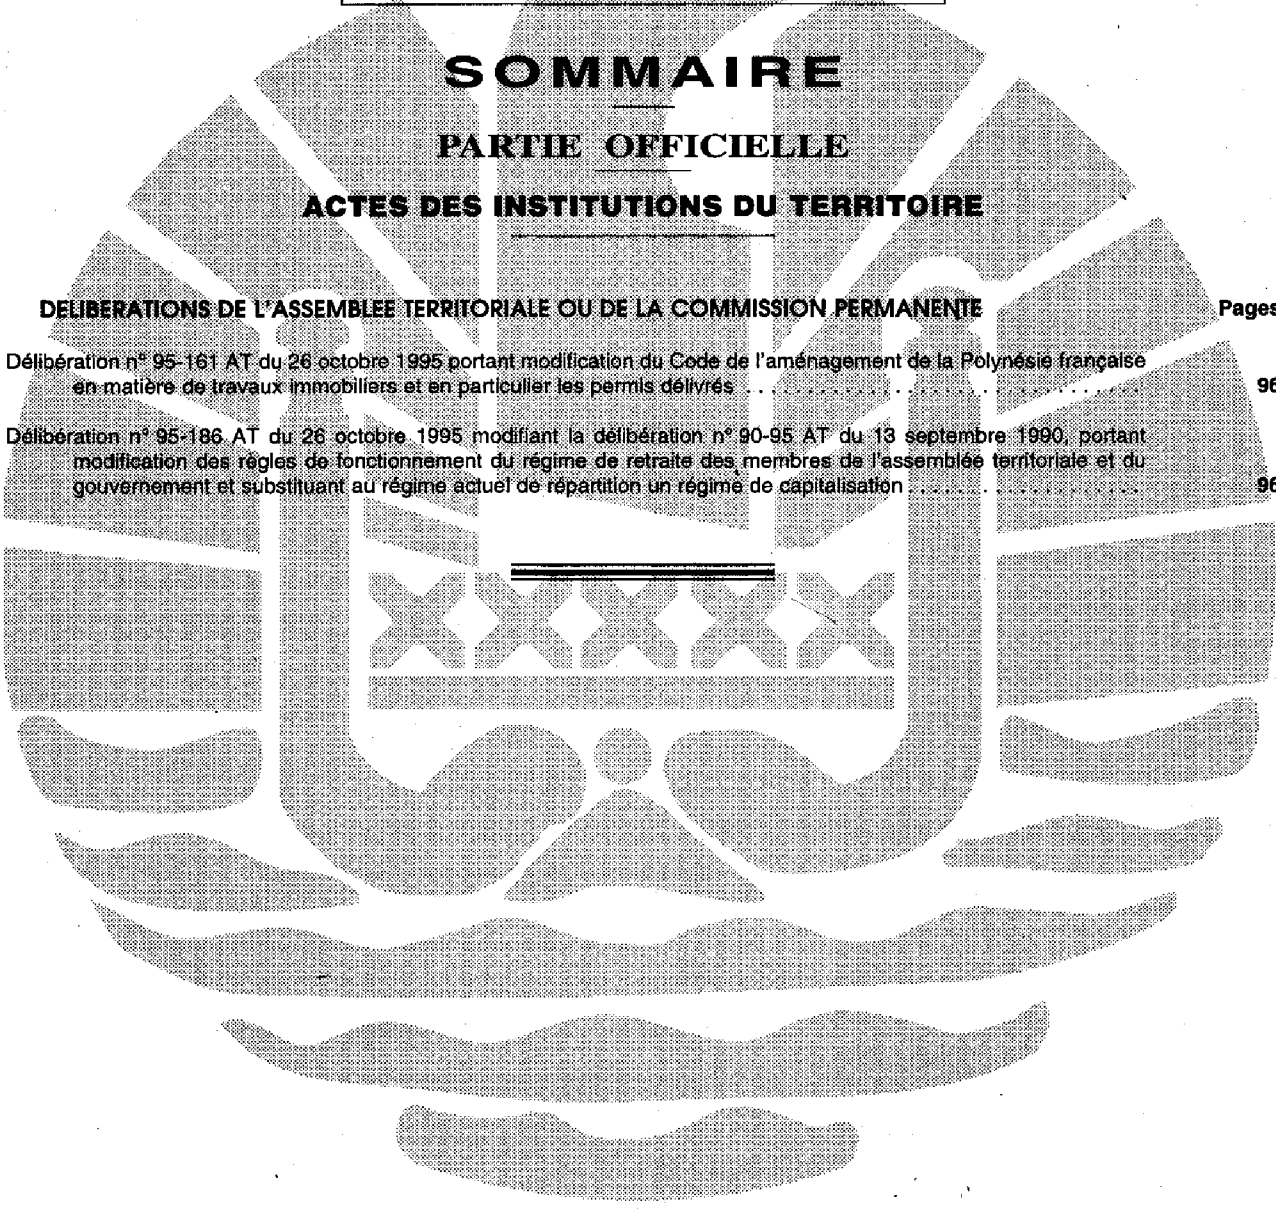 SOMMAIRE
PARTIE OFFICIELLE
ACTES DES INSTITUTIONS DU TERRITOIRE
DELIBERATIONS DE L'ASSEMBLEE TERRITORIALE OU DE LA COMMISSION PERMANENTE Pages
Délibération n° 95-161 AT du 26 octobre 1995 portant modification du Code de l'aménagement de la Polynésie française
en matière de travaux immobiliers et en particulier les permis délivrés . . . . . . . . . . . . . . . . . . . . . . . . . . . . . 96
Délibération n° 95-186 AT du 26 octobre 1995 modifiant la délibération n° 90-95 AT du 13 septembre 1990, portant
modification des règles de fonctionnement du régime de retraite des membres de l'assemblée territoriale et du
gouvernement et substituant au régime actuel de répartition un régime de capitalisation . . . . . . . . . . . . . . . . . . 96